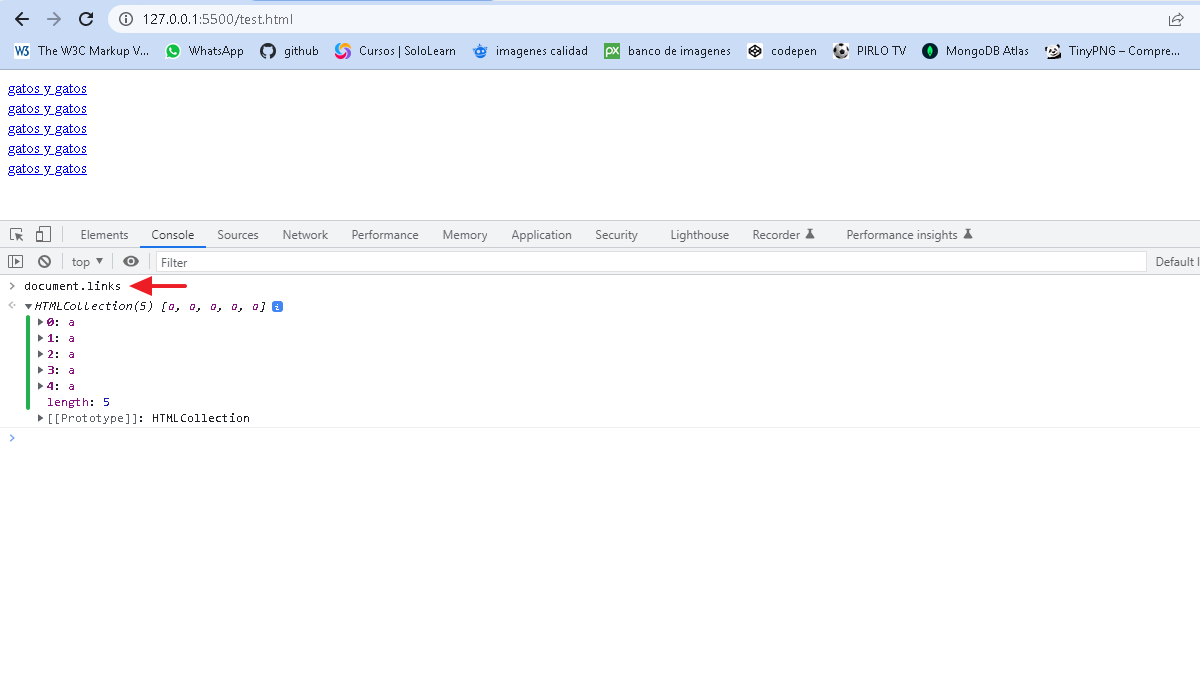 127.0.0.1:5500/test.html
The W3C Markup V... WhatsApp github Cursos | SoloLearn imagenes calidad banco de imagenes codepen PIRLO TV MongoDB Atlas TinyPNG – Compre...
gatos y gatos
gatos y gatos
gatos y gatos
gatos y gatos
gatos y gatos
Elements Console Sources Network Performance Memory Application Security Lighthouse Recorder Performance insights
top Filter Default l
document.links
HTMLCollection(5) [a, a, a, a, a] i
0: a
1: a
2: a
3: a
4: a
length: 5
[[Prototype]]: HTMLCollection